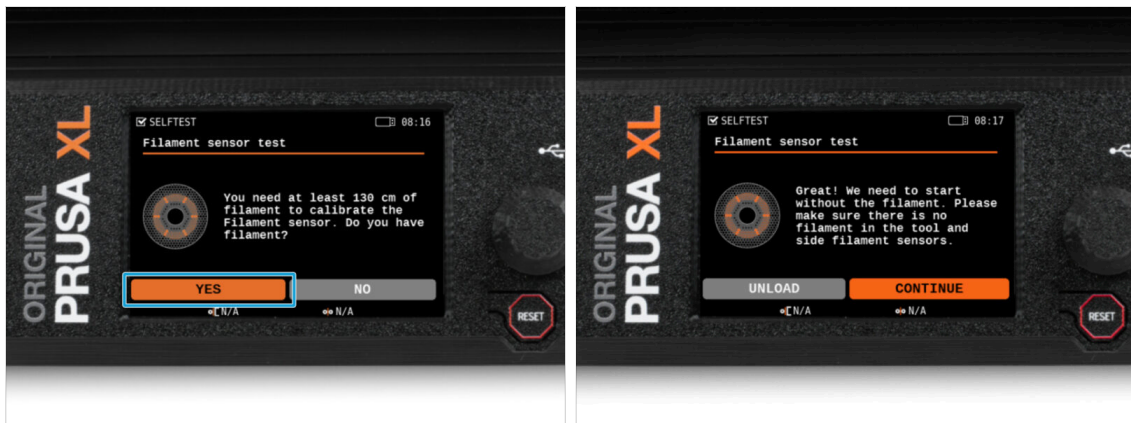 ORIGINAL
PRUSA XL
SELFTEST 08:16
Filament sensor test
You need at least 130 cm of
filament to calibrate the
Filament sensor. Do you have
filament?
YES NO
N/A N/A
RESET
ORIGINAL
PRUSA XL
SELFTEST 08:17
Filament sensor test
Great! We need to start
without the filament. Please
make sure there is no
filament in the tool and
side filament sensors.
UNLOAD CONTINUE
N/A N/A
RESET